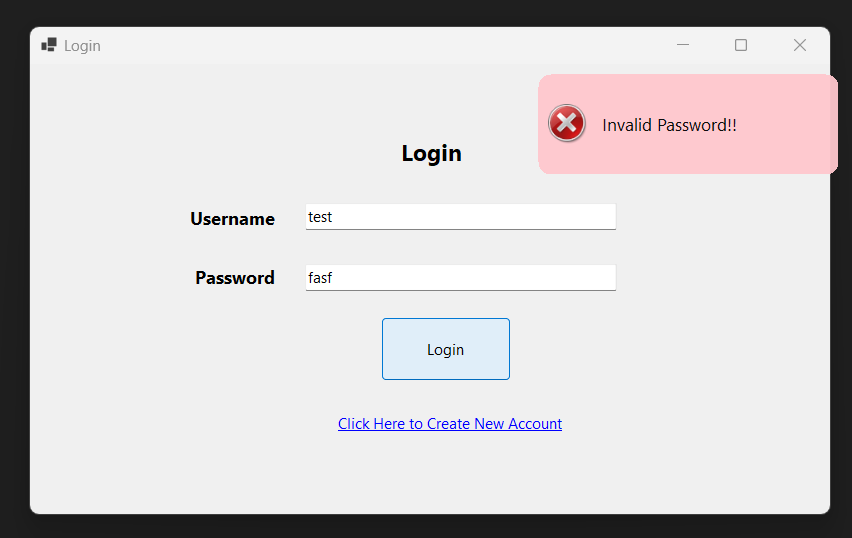 Login
Invalid Password!!
Login
Username test
Password fasf
Login
Click Here to Create New Account